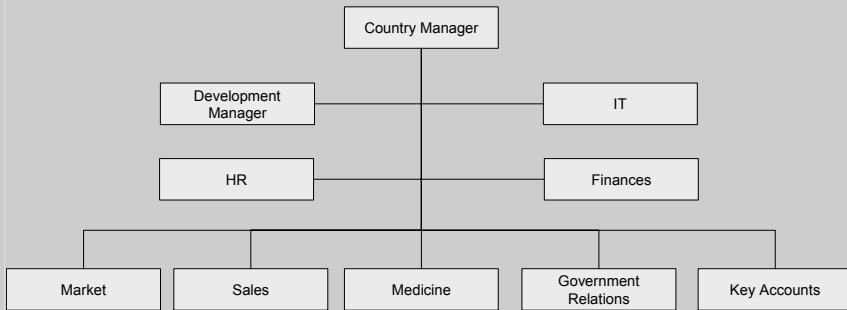 Country Manager
Development
Manager
IT
HR
Finances
Market
Sales
Medicine
Government
Relations
Key Accounts